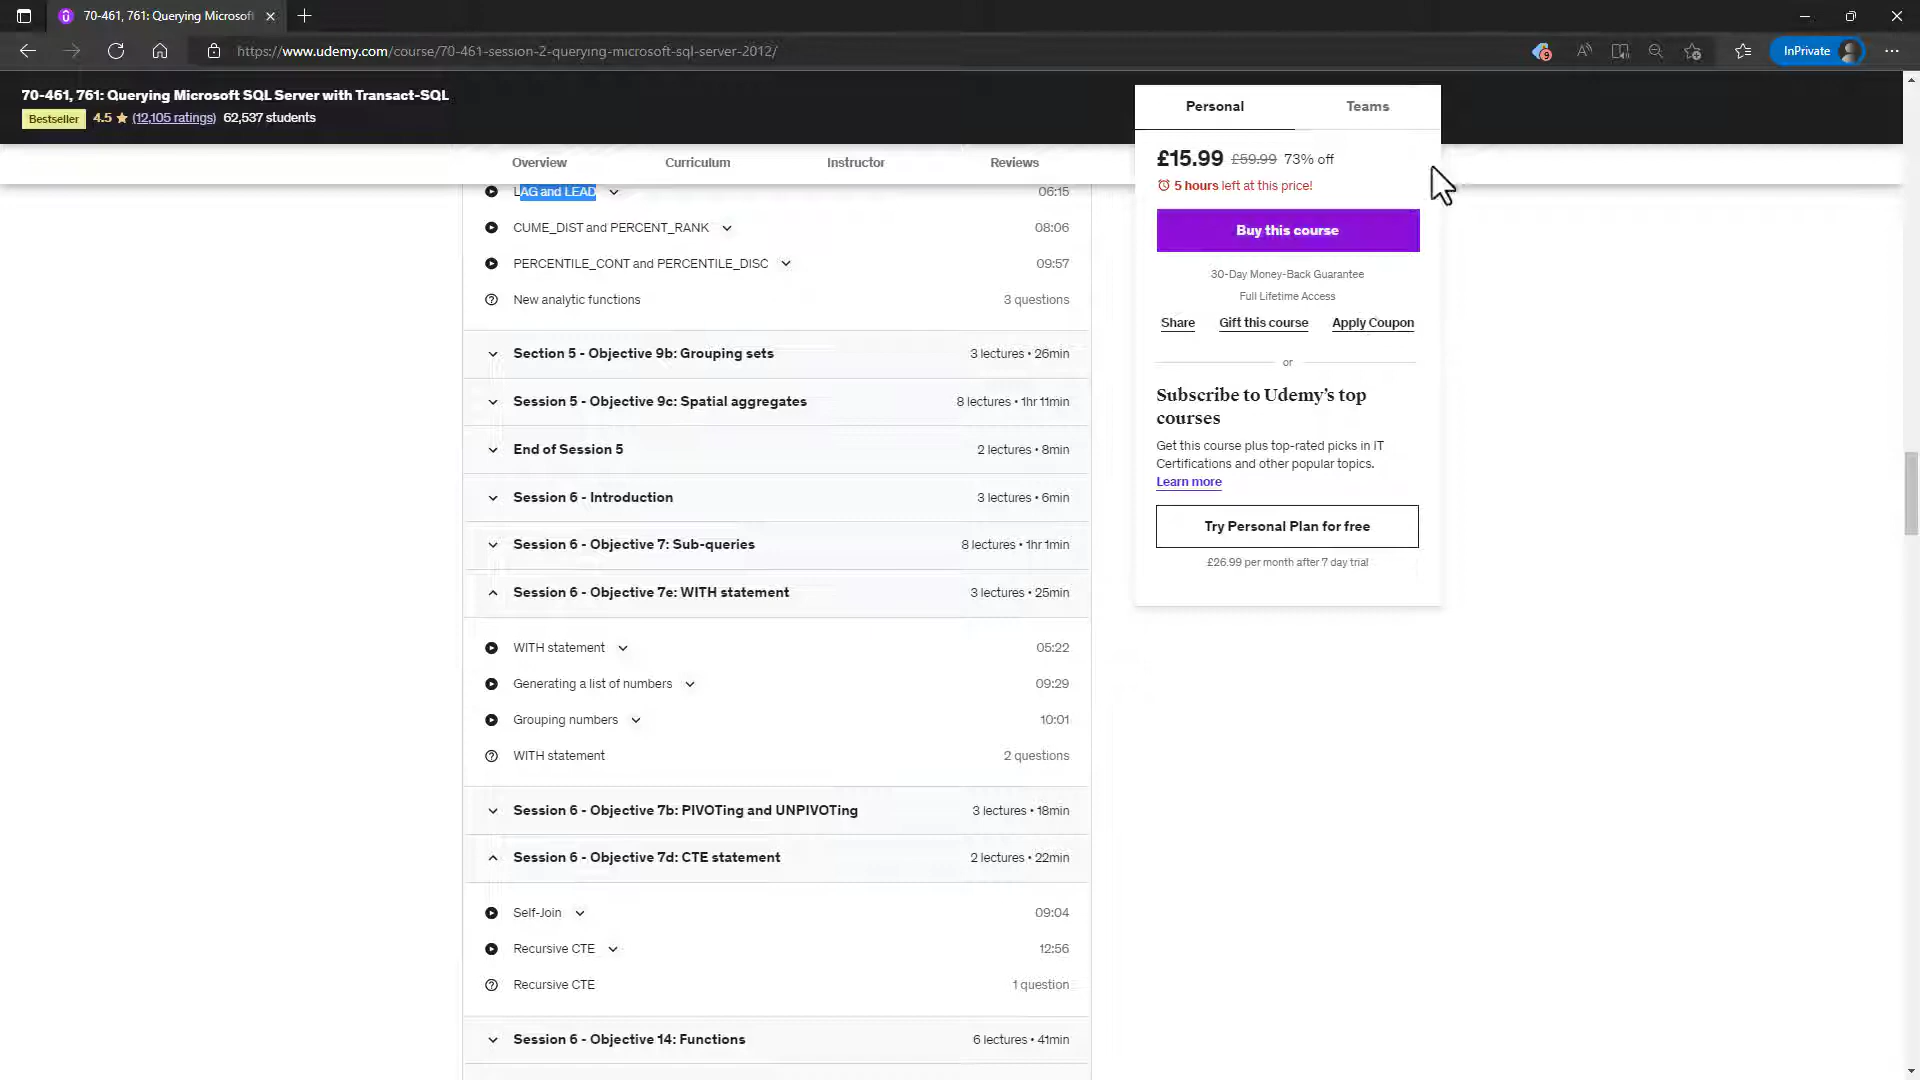 70-461, 761: Querying Microsof
https://www.udemy.com/course/70-461-session-2-querying-microsoft-sql-server-2012/
9
InPrivate
70-461, 761: Querying Microsoft SQL Server with Transact-SQL
Bestseller 4.5 (12,105 ratings) 62,537 students
Overview Curriculum Instructor Reviews
LAG and LEAD 06:15
CUME_DIST and PERCENT_RANK 08:06
PERCENTILE_CONT and PERCENTILE_DISC 09:57
New analytic functions 3 questions
Section 5 - Objective 9b: Grouping sets 3 lectures • 26min
Session 5 - Objective 9c: Spatial aggregates 8 lectures • 1hr 11min
End of Session 5 2 lectures • 8min
Session 6 - Introduction 3 lectures • 6min
Session 6 - Objective 7: Sub-queries 8 lectures • 1hr 1min
Session 6 - Objective 7e: WITH statement 3 lectures • 25min
WITH statement 05:22
Generating a list of numbers 09:29
Grouping numbers 10:01
WITH statement 2 questions
Session 6 - Objective 7b: PIVOTing and UNPIVOTing 3 lectures • 18min
Session 6 - Objective 7d: CTE statement 2 lectures • 22min
Self-Join 09:04
Recursive CTE 12:56
Recursive CTE 1 question
Session 6 - Objective 14: Functions 6 lectures • 41min
Personal Teams
£15.99 £59.99 73% off
5 hours left at this price!
Buy this course
30-Day Money-Back Guarantee
Full Lifetime Access
Share Gift this course Apply Coupon
or
Subscribe to Udemy's top
courses
Get this course plus top-rated picks in IT
Certifications and other popular topics.
Learn more
Try Personal Plan for free
£26.99 per month after 7 day trial